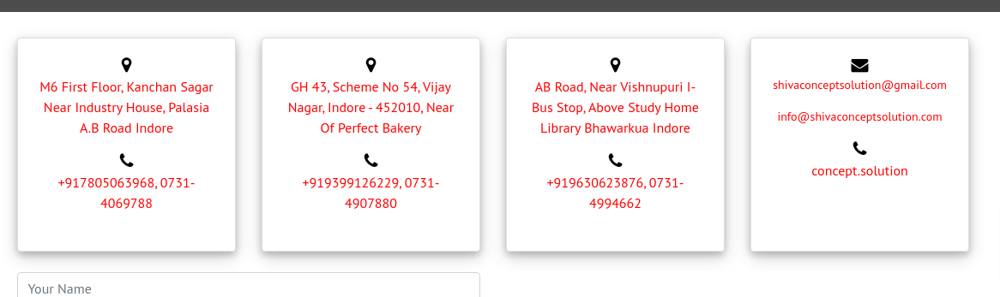 M6 First Floor, Kanchan Sagar
Near Industry House, Palasia
A.B Road Indore
+917805063968, 0731-
4069788
GH 43, Scheme No 54, Vijay
Nagar, Indore - 452010, Near
Of Perfect Bakery
+919399126229, 0731-
4907880
AB Road, Near Vishnupuri I-
Bus Stop, Above Study Home
Library Bhawarkua Indore
+919630623876, 0731-
4994662
shivaconceptsolution@gmail.com
info@shivaconceptsolution.com
concept.solution
Your Name